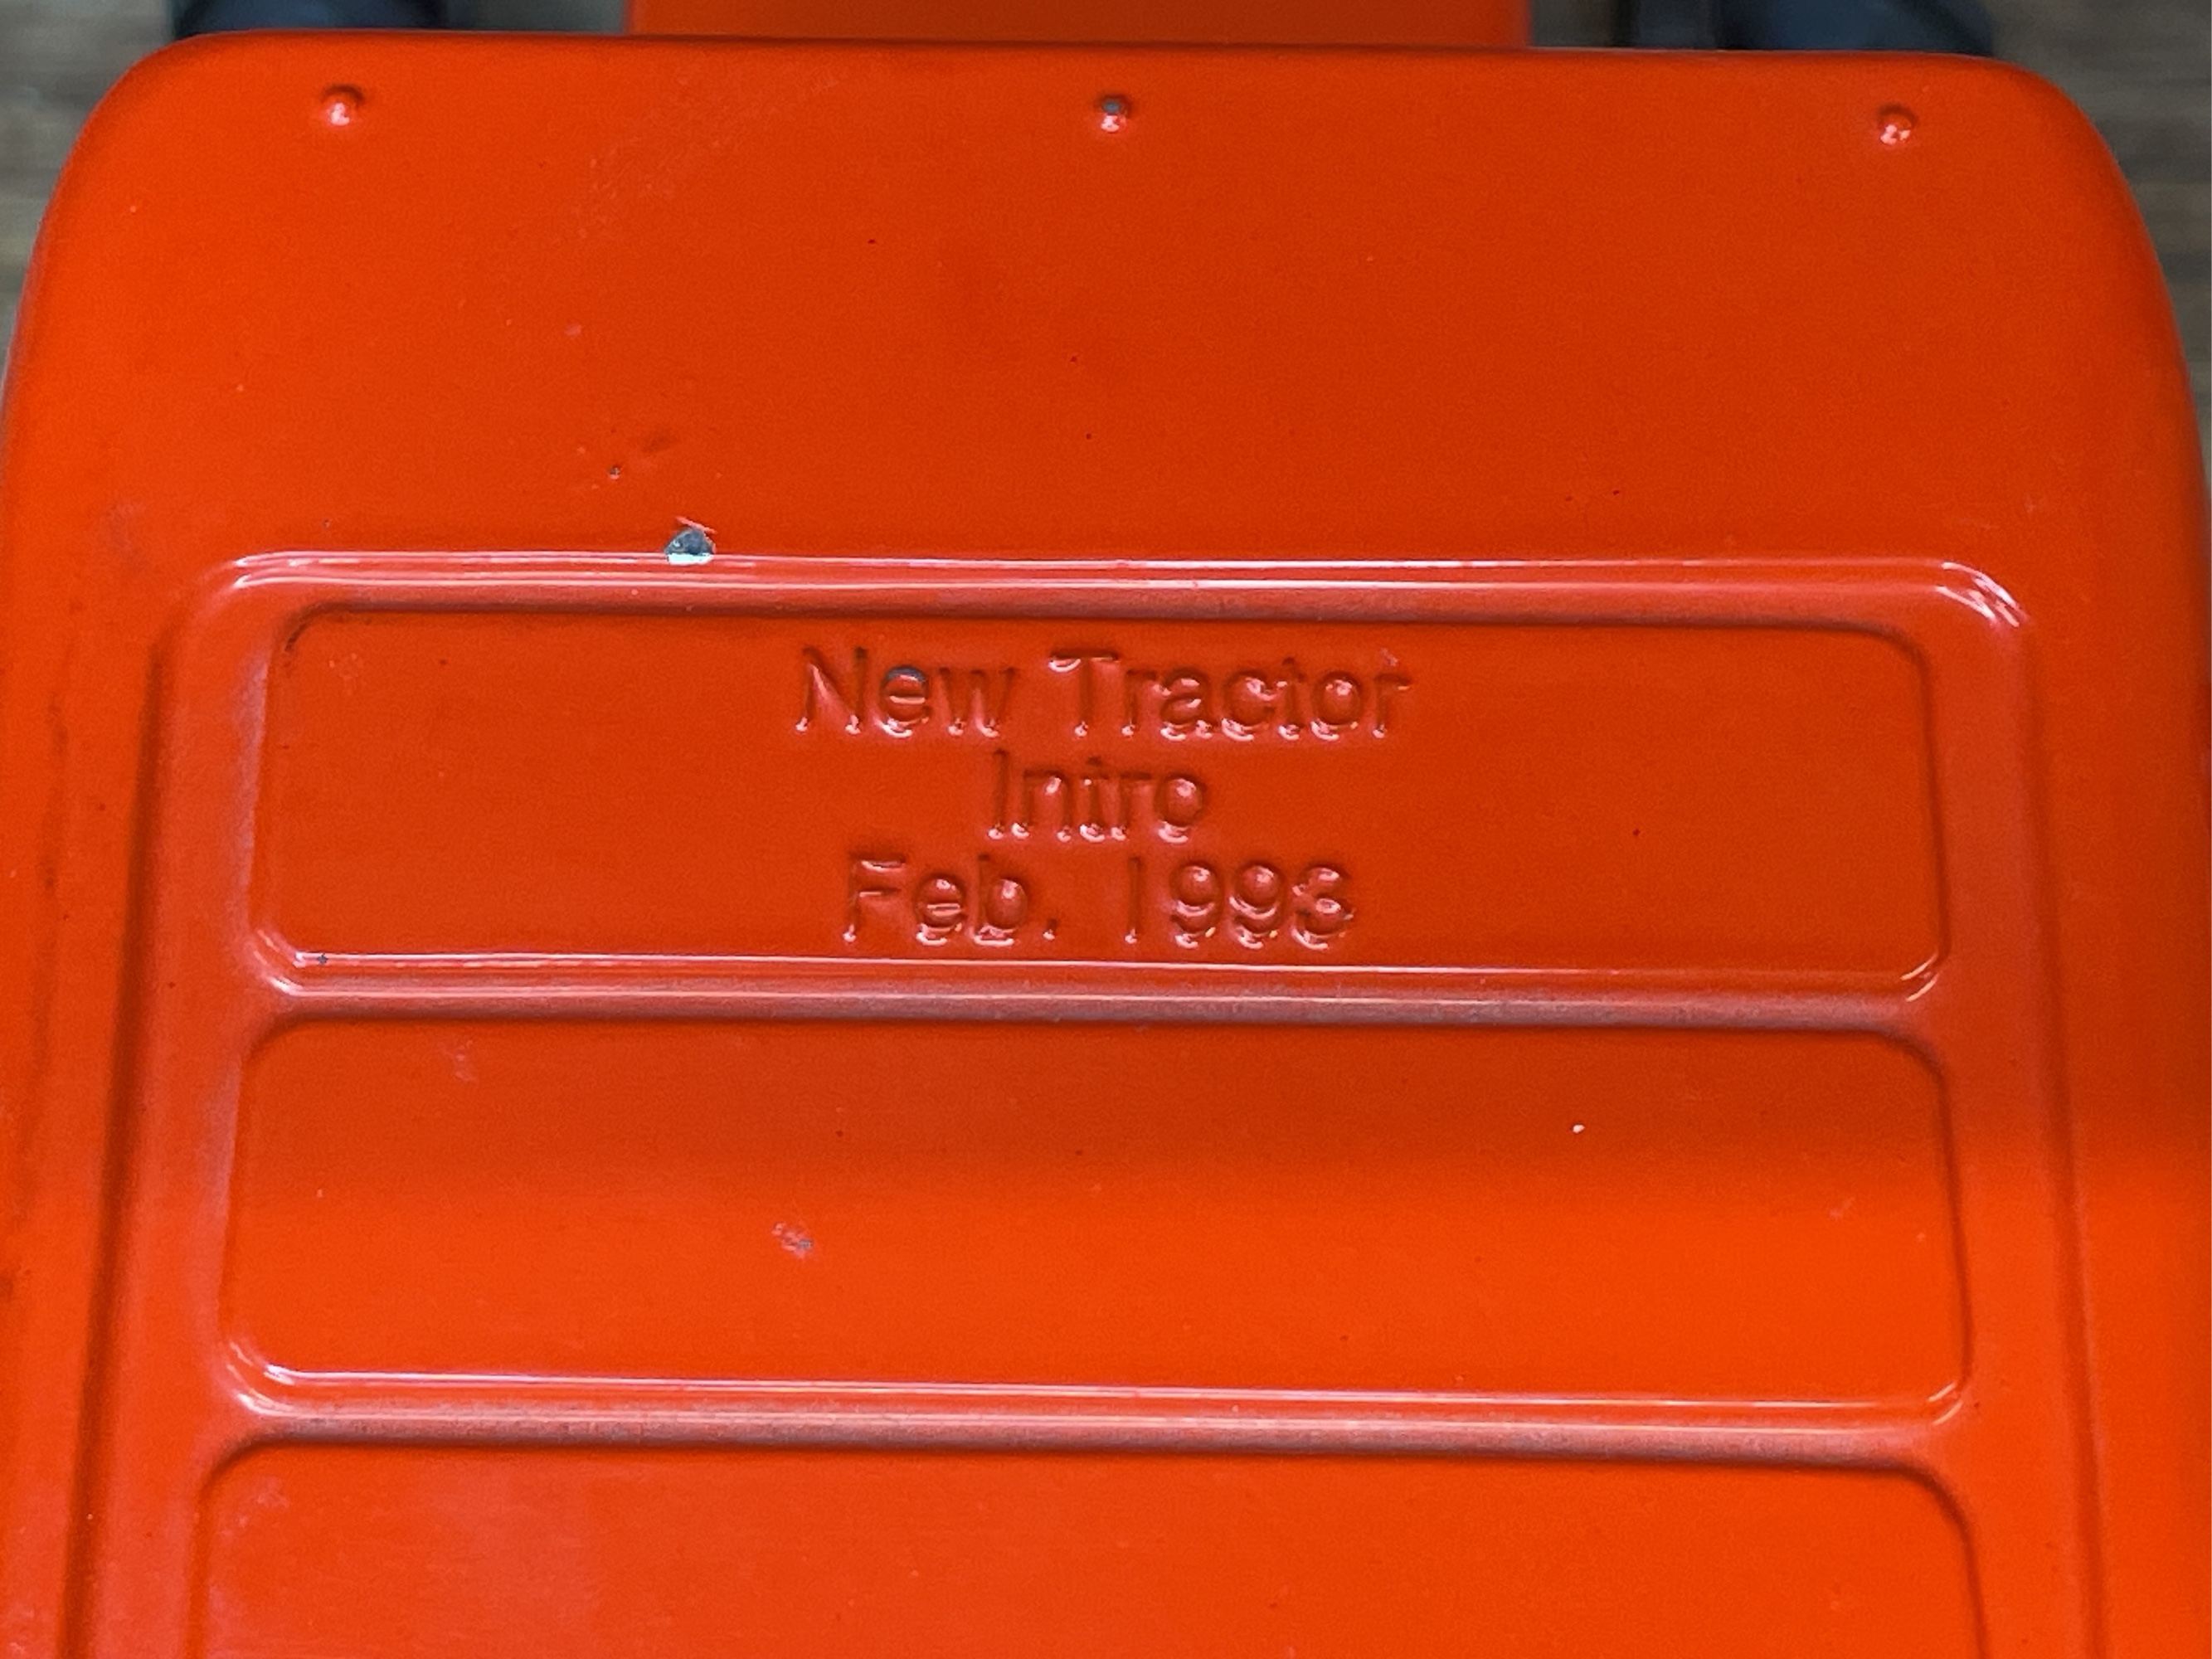 New Tractor
Intro
Feb. 1993